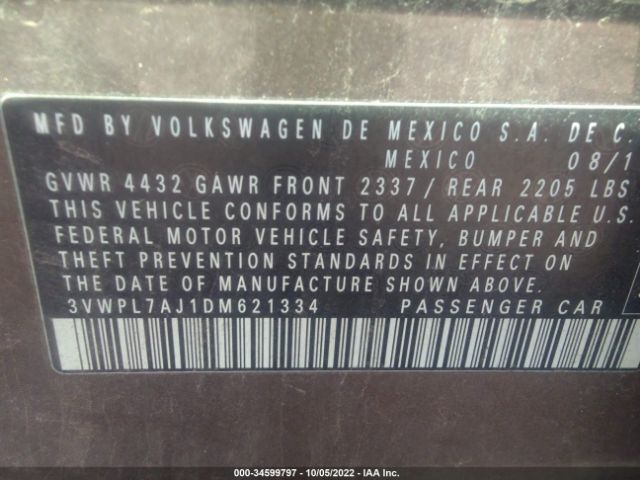 MFD BY VOLKSWAGEN DE MEXICO S.A. DE C.
MEXICO 08/1
GVWR 4432 GAWR FRONT 2337/ REAR 2205 LBS
THIS VEHICLE CONFORMS TO ALL APPLICABLE U.S.
FEDERAL MOTOR VEHICLE SAFETY, BUMPER AND
THEFT PREVENTION STANDARDS IN EFFECT ON
THE DATE OF MANUFACTURE SHOWN ABOVE.
3VWPL7AJ1DM621334 PASSENGER CAR
3-34599797 - 10/05/2022 - IAA Inc.